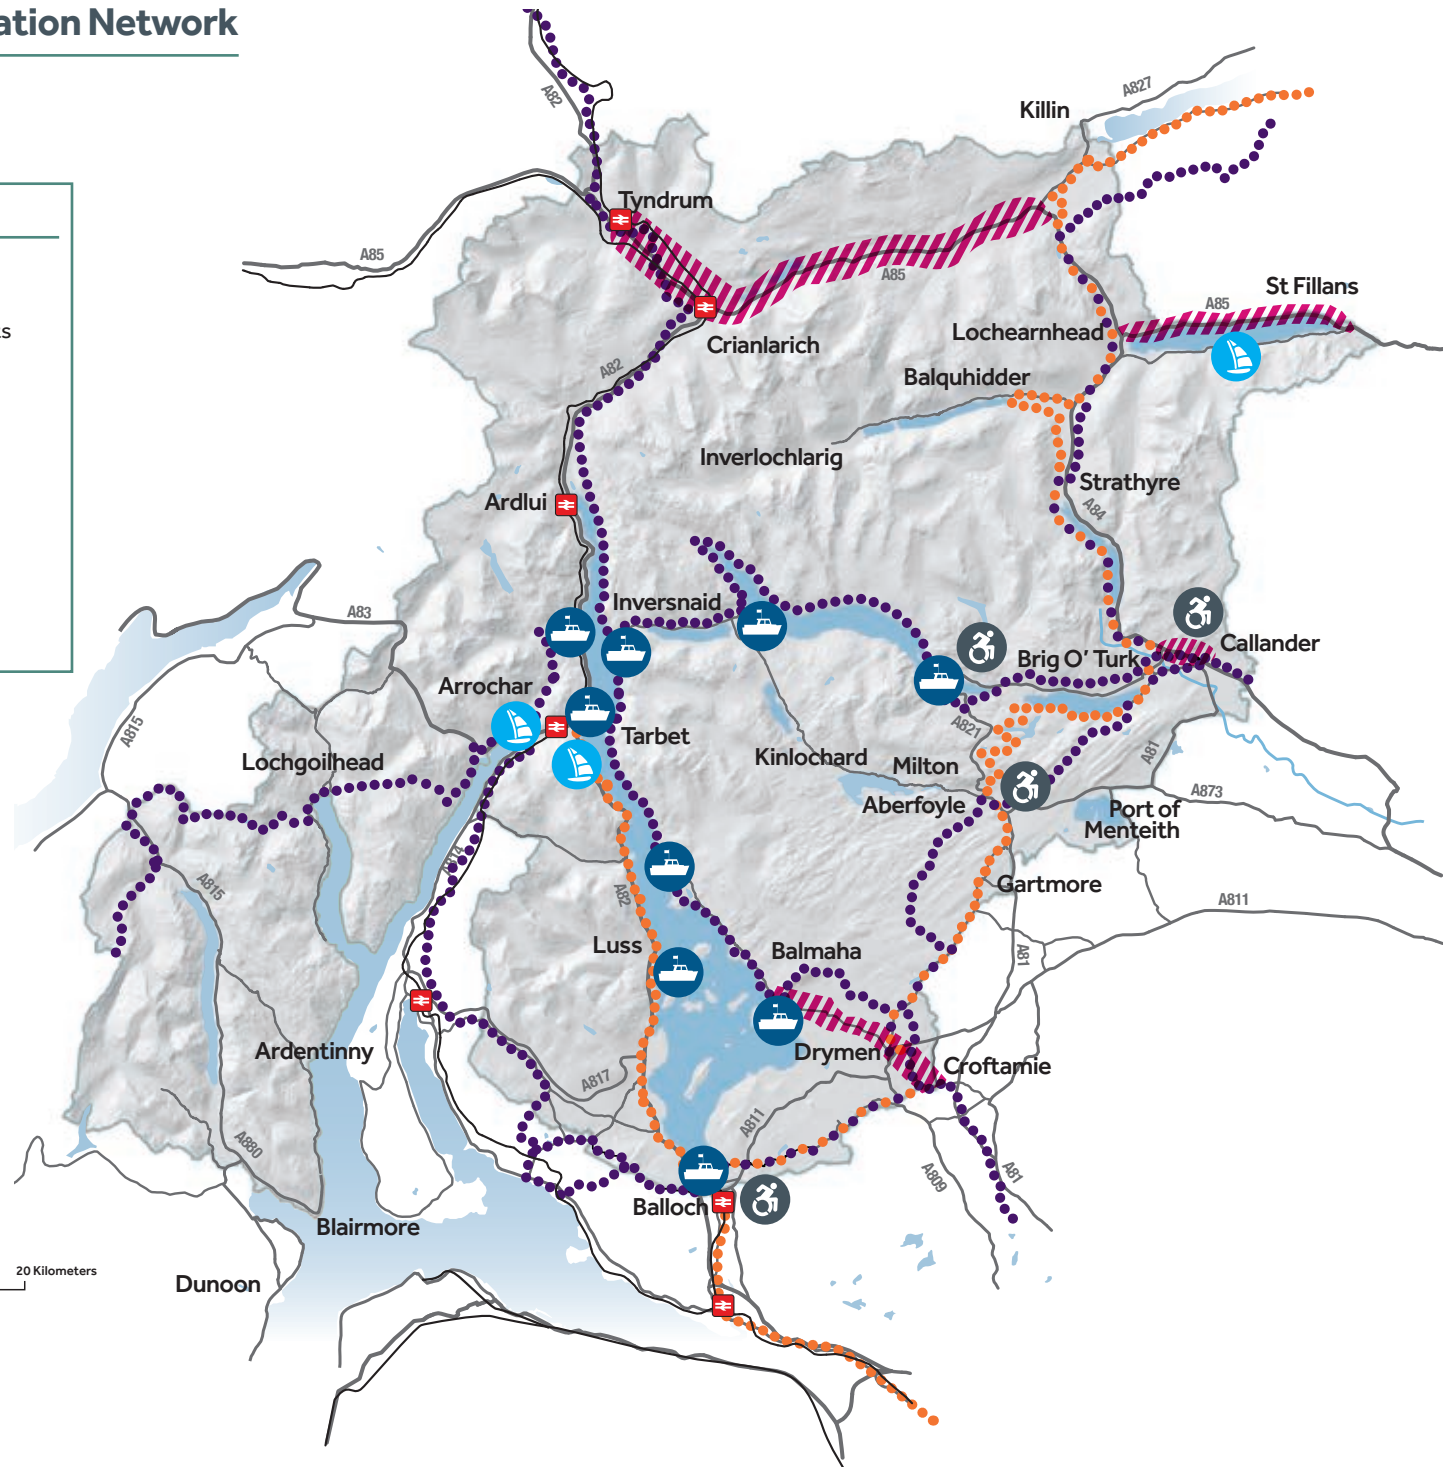 ation Network
A82
A827
Killin
Tyndrum
A85
A85
St Fillans
A85
Lochearnhead
Crianlarich
A82
Balquhidder
Inverlochlarig
Strathyre
Ardlui
A84
s
Inversnaid
A83
Callander
Brig O' Turk
Arrochar
A815
A821
Tarbet
A81
Lochgoilhead
Kinlochard
Milton
Aberfoyle
A873
Port of
Menteith
A814
A815
A82
Gartmore
A811
Luss
Balmaha
A81
Ardentinny
Drymen
Croftamie
A817
A811
A880
A809
A81
Balloch
Blairmore
20 Kilometers
Dunoon